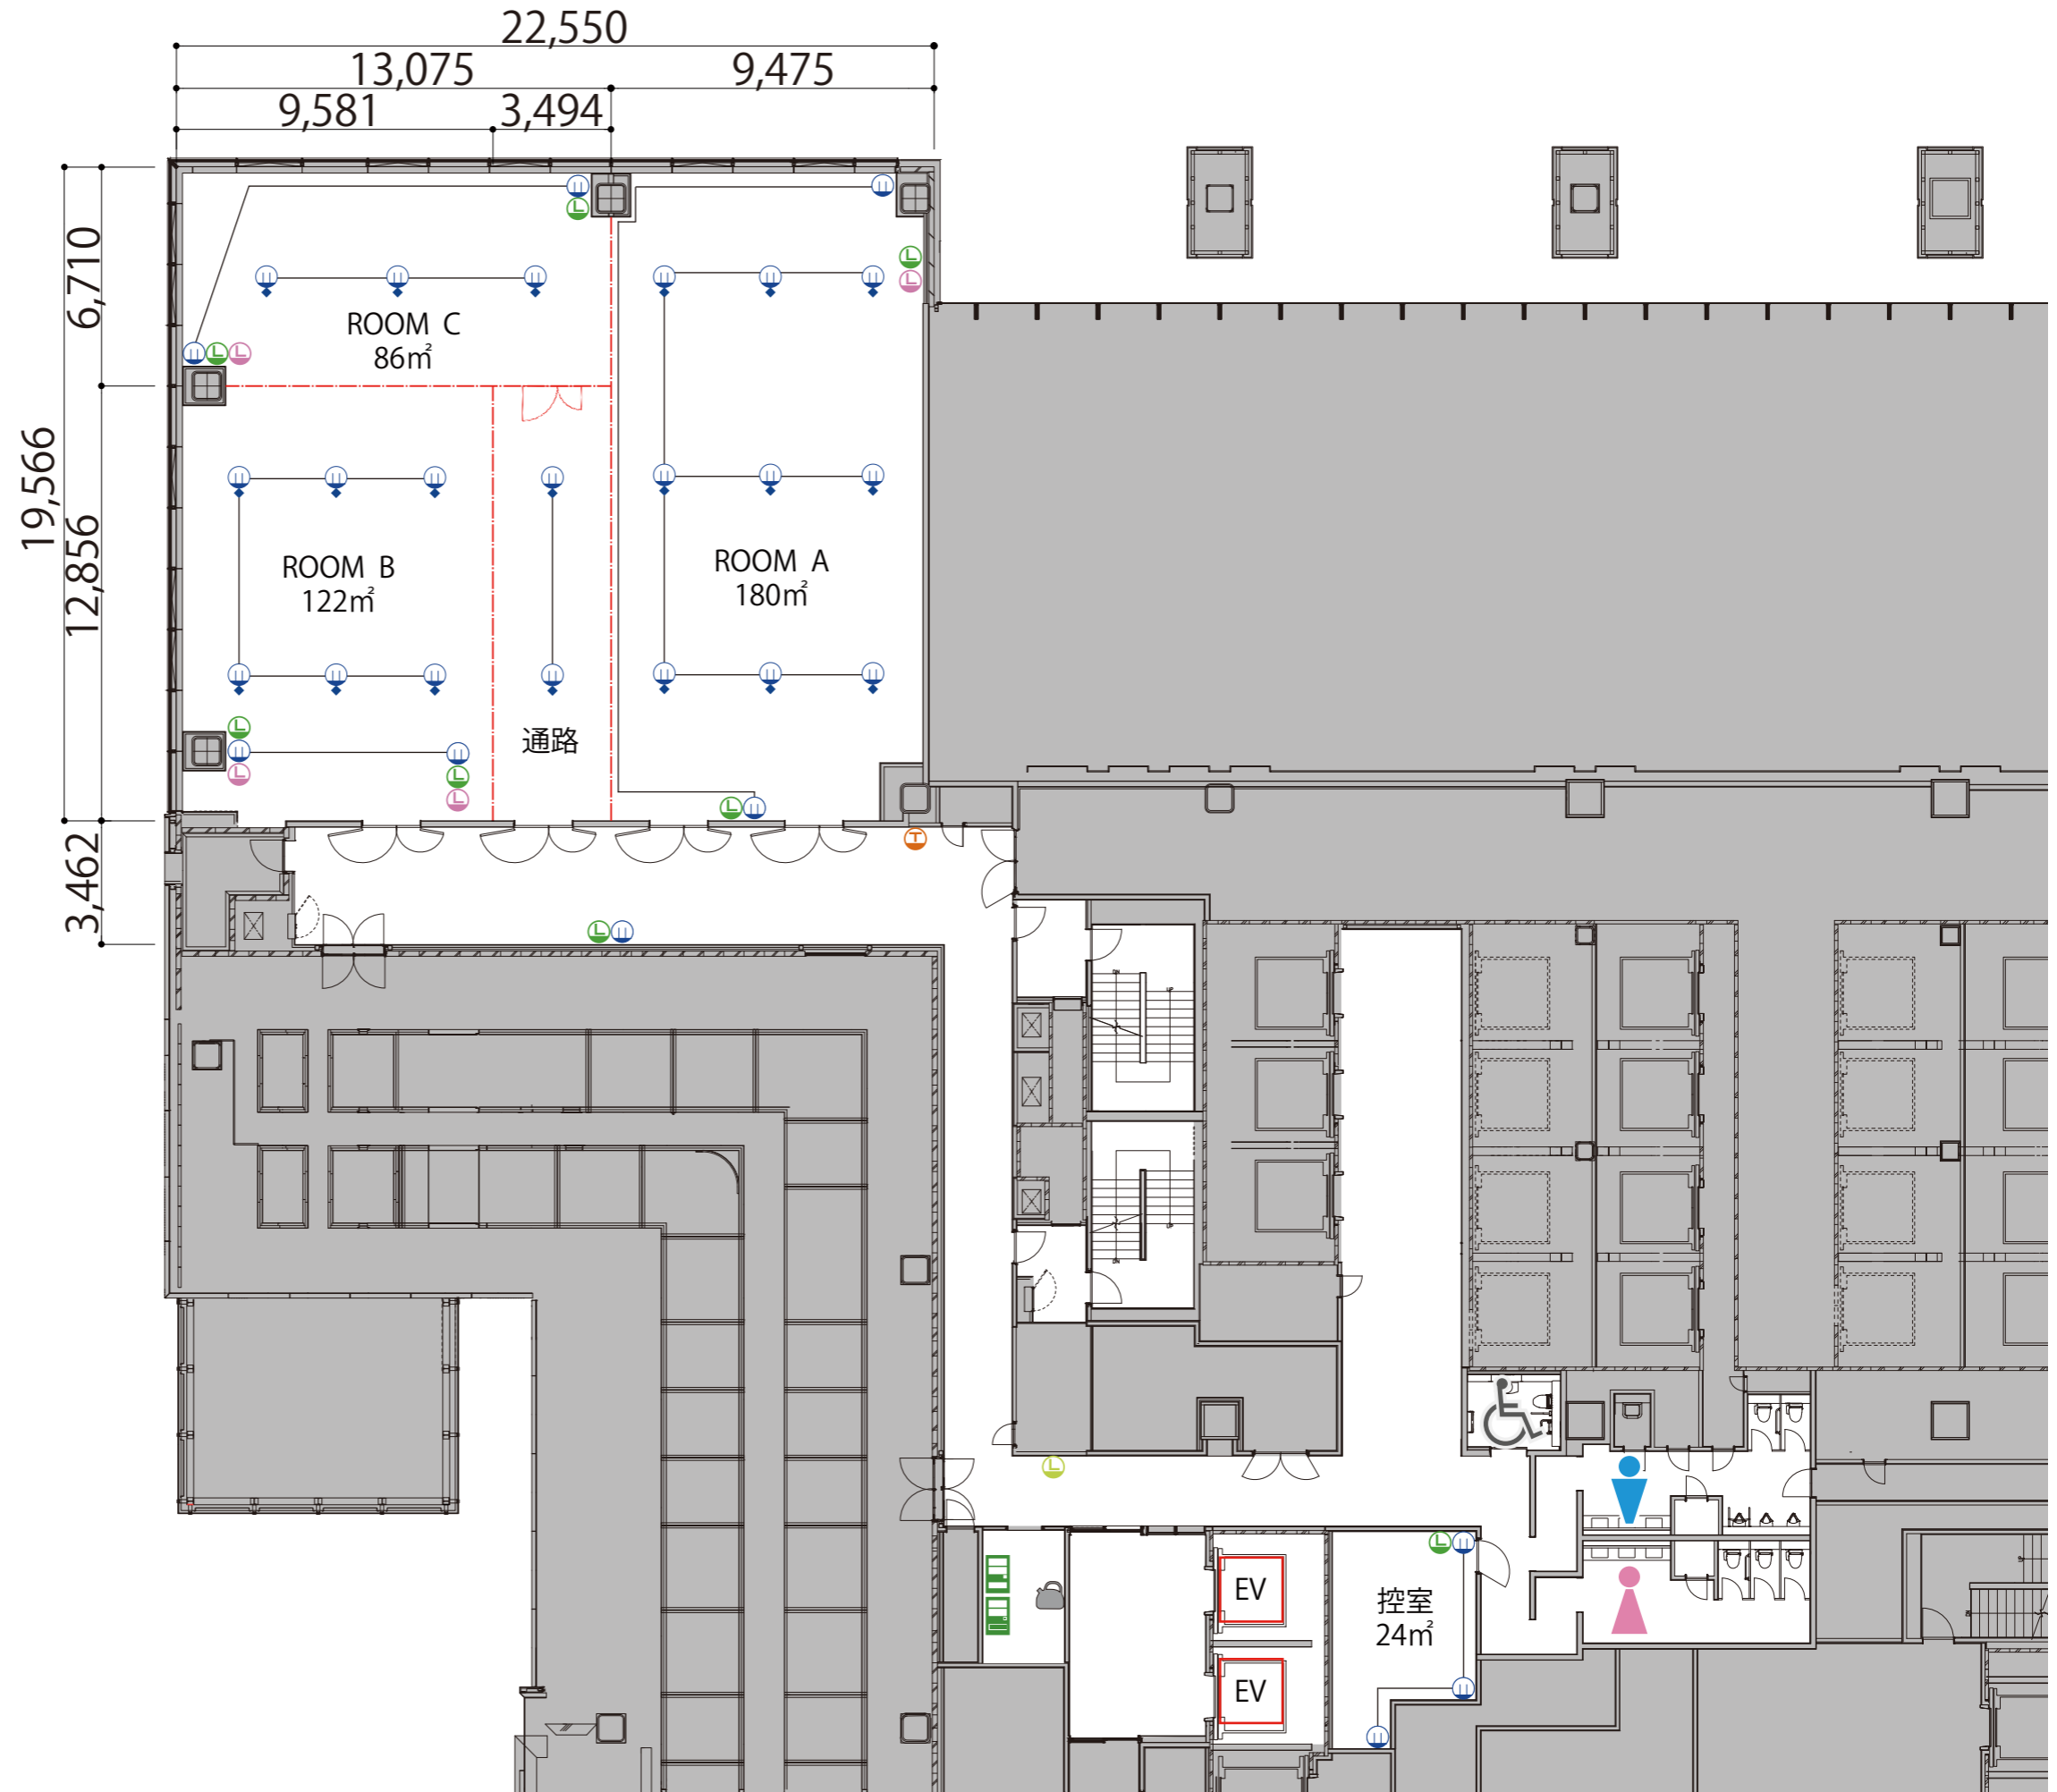 22,550
13,075
9,475
9,581
3,494
6,710
19,566
12,856
3,462
ROOM C
86㎡
ROOM B
122㎡
ROOM A
180㎡
通路
L
L
L
L
L
L
L
L
L
L
L
T
L
L
L
EV
EV
控室
24㎡